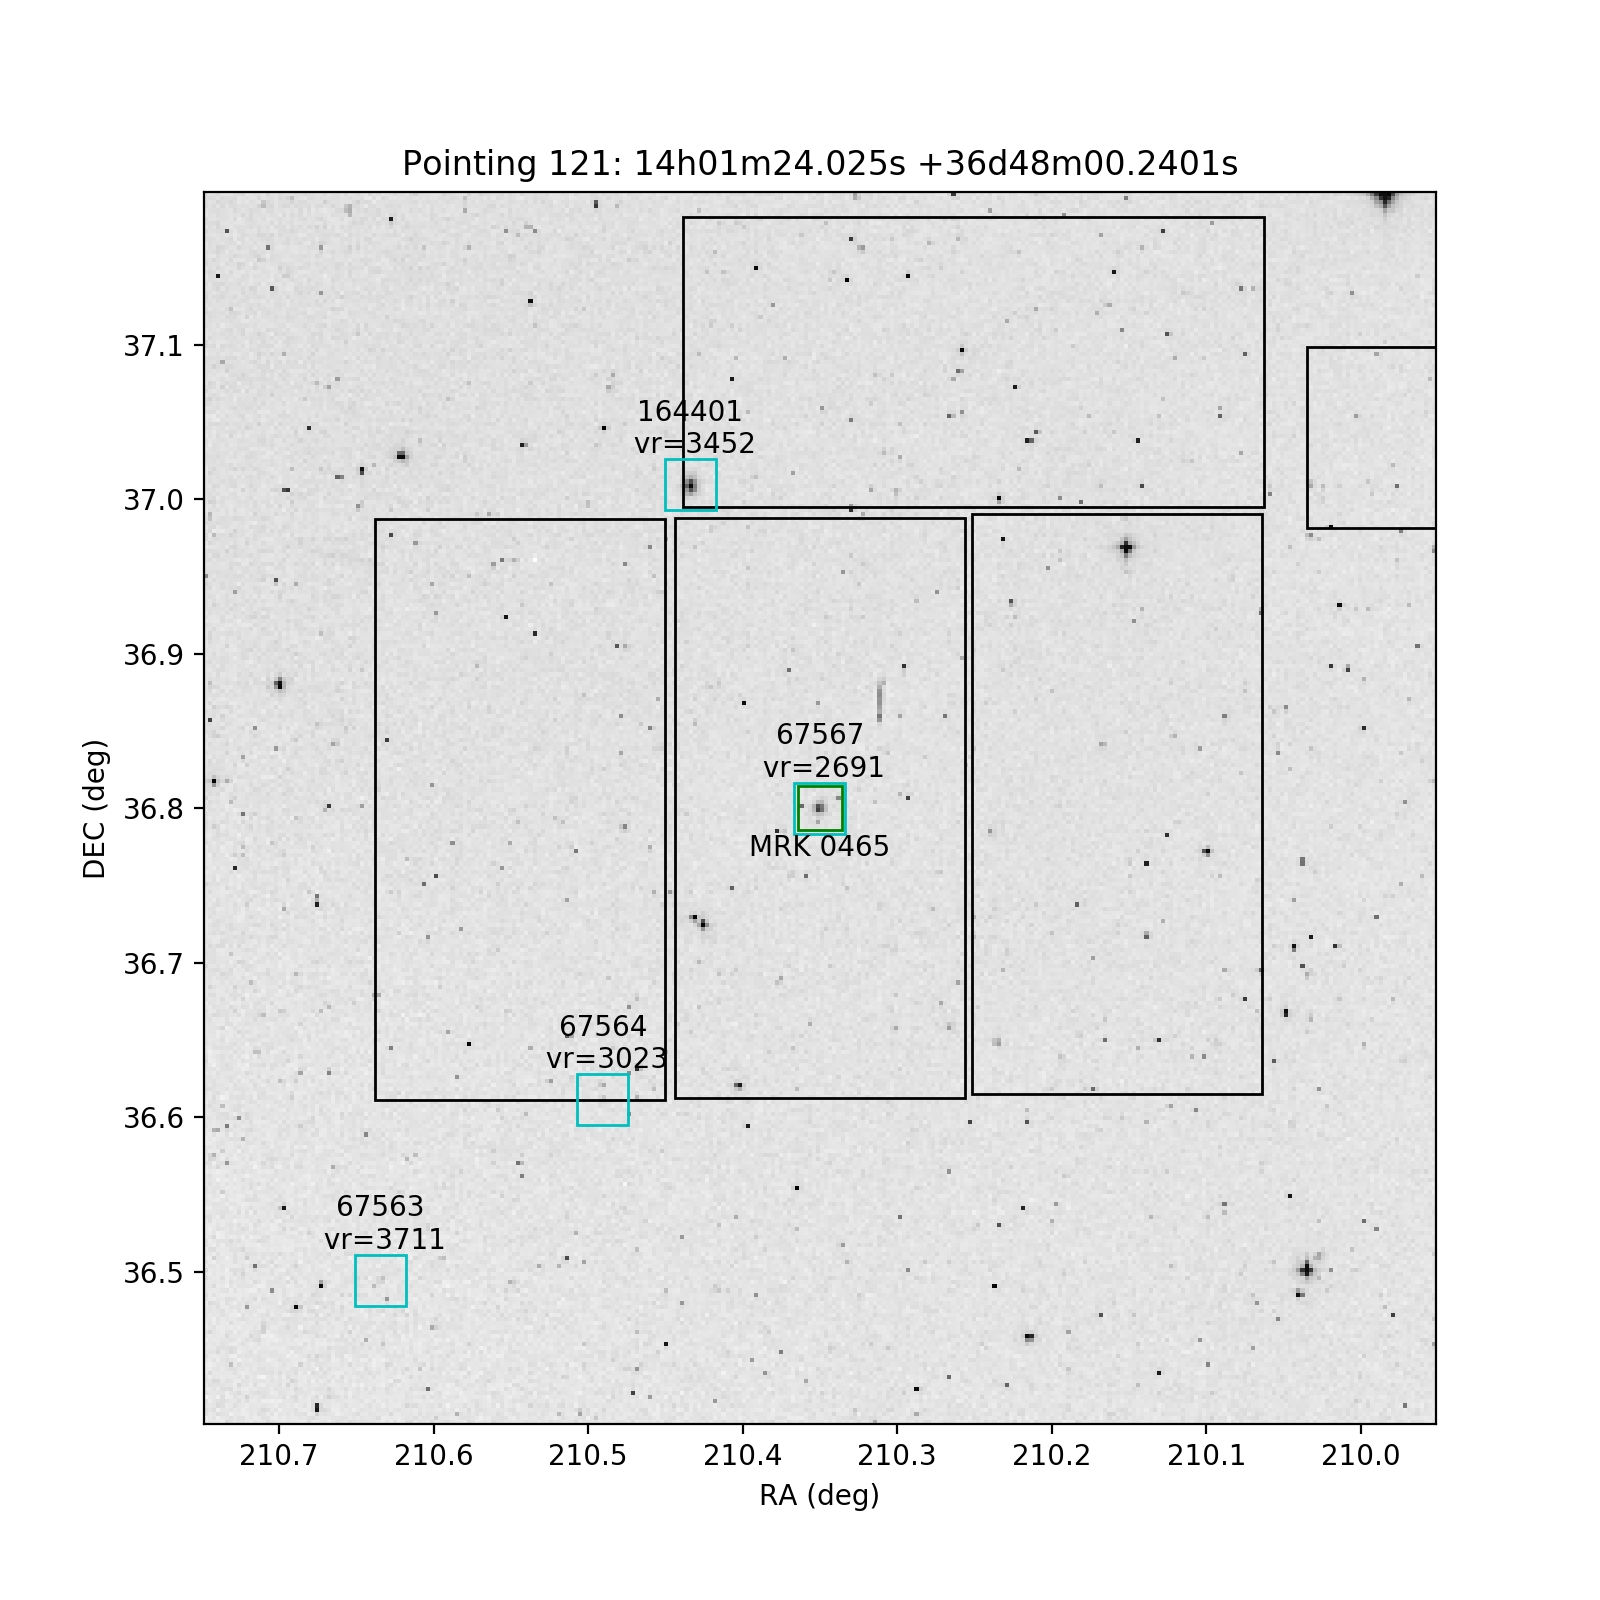 Pointing 121: 14h01m24.025s +36d48m00.2401s
37.1
164401
vr=3452
37.0
36.9
67567
vr=2691
36.8
MRK 0465
DEC (deg)
36.7
67564
vr=3023
36.6
67563
vr=3711
36.5
210.7 210.6 210.5 210.4 210.3 210.2 210.1 210.0
RA (deg)